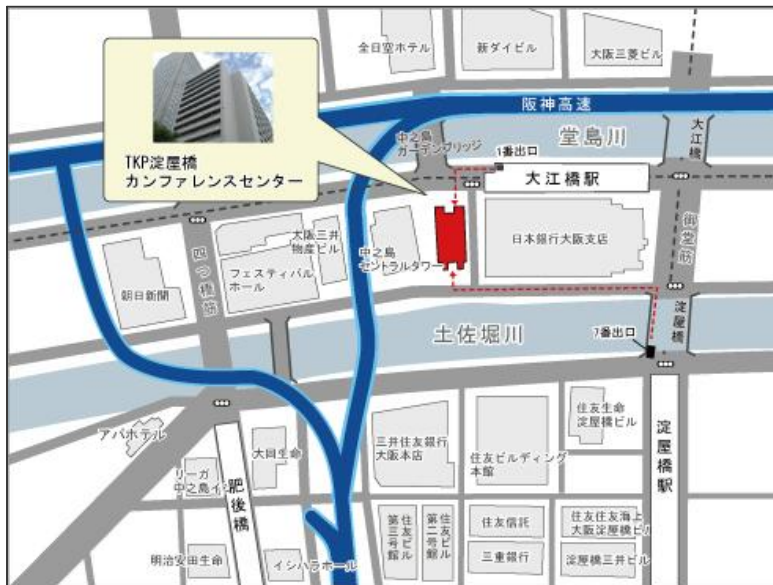 全日空ホテル
新ダイビル
大阪三菱ビル
阪神高速
TKP淀屋橋
カンファレンスセンター
中之島
ガーデンブリッジ
堂島川
大江橋
1番出口
大江橋駅
大阪三井
物産ビル
中之島
セントラルタワー
日本銀行大阪支店
御堂筋
四つ橋筋
フェスティバル
ホール
朝日新聞
土佐堀川
淀屋橋
7番出口
アパホテル
大同生命
三井住友銀行
大阪本店
住友ビルディング
本館
住友生命
淀屋橋ビル
淀屋橋駅
リーガ
中之島イン
肥後橋
第三号館
住友ビル
第二号館
住友ビル
住友信託
住友住友海上
大阪淀屋橋ビル
明治安田生命
イシハラホール
三重銀行
淀屋橋三井ビル